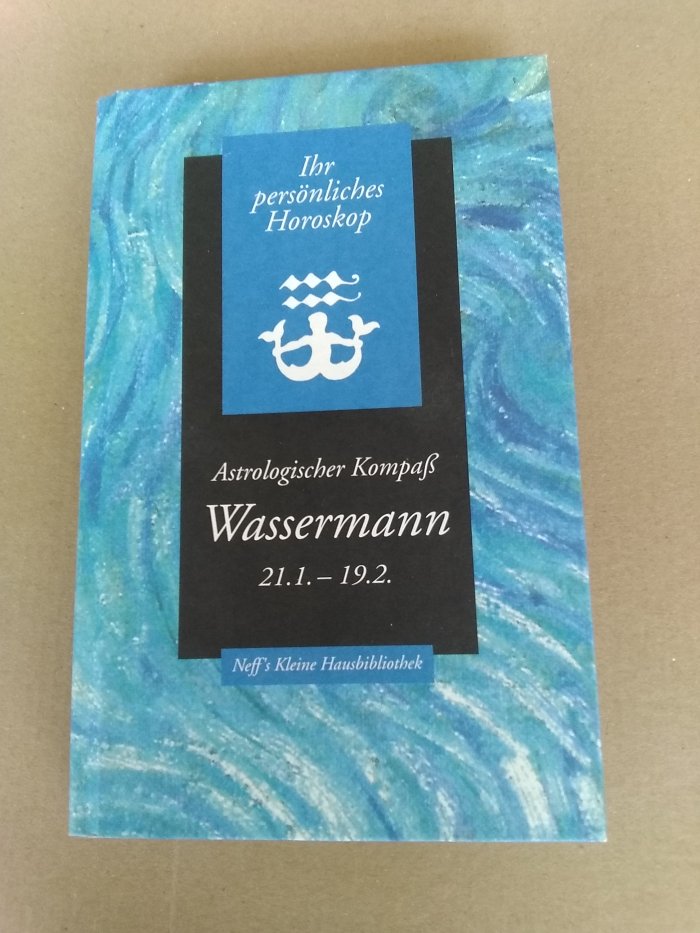 Ihr
persönliches
Horoskop
Astrologischer Kompaß
Wassermann
21.1. – 19.2.
Neff's Kleine Hausbibliothek